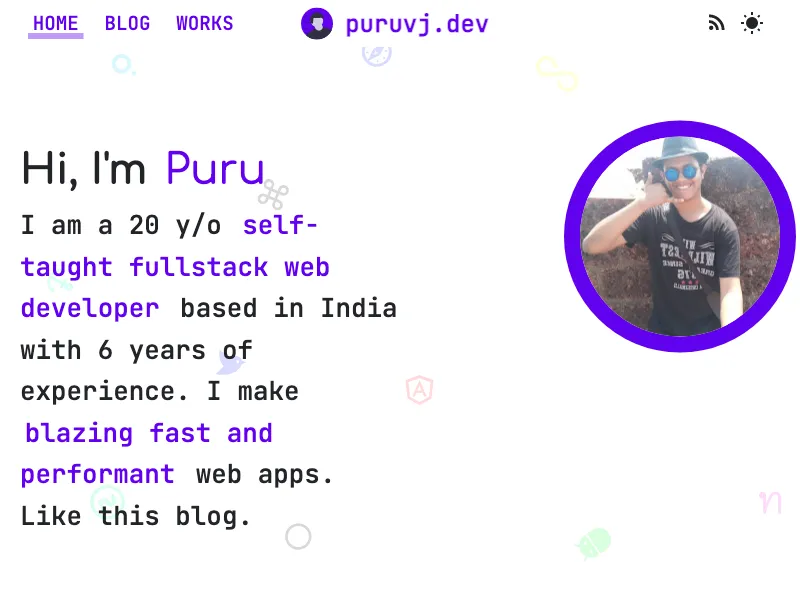 HOME BLOG WORKS puruvj.dev
Hi, I'm Puru
I am a 20 y/o self-
taught fullstack web
developer based in India
with 6 years of
experience. I make
blazing fast and
performant web apps.
Like this blog.